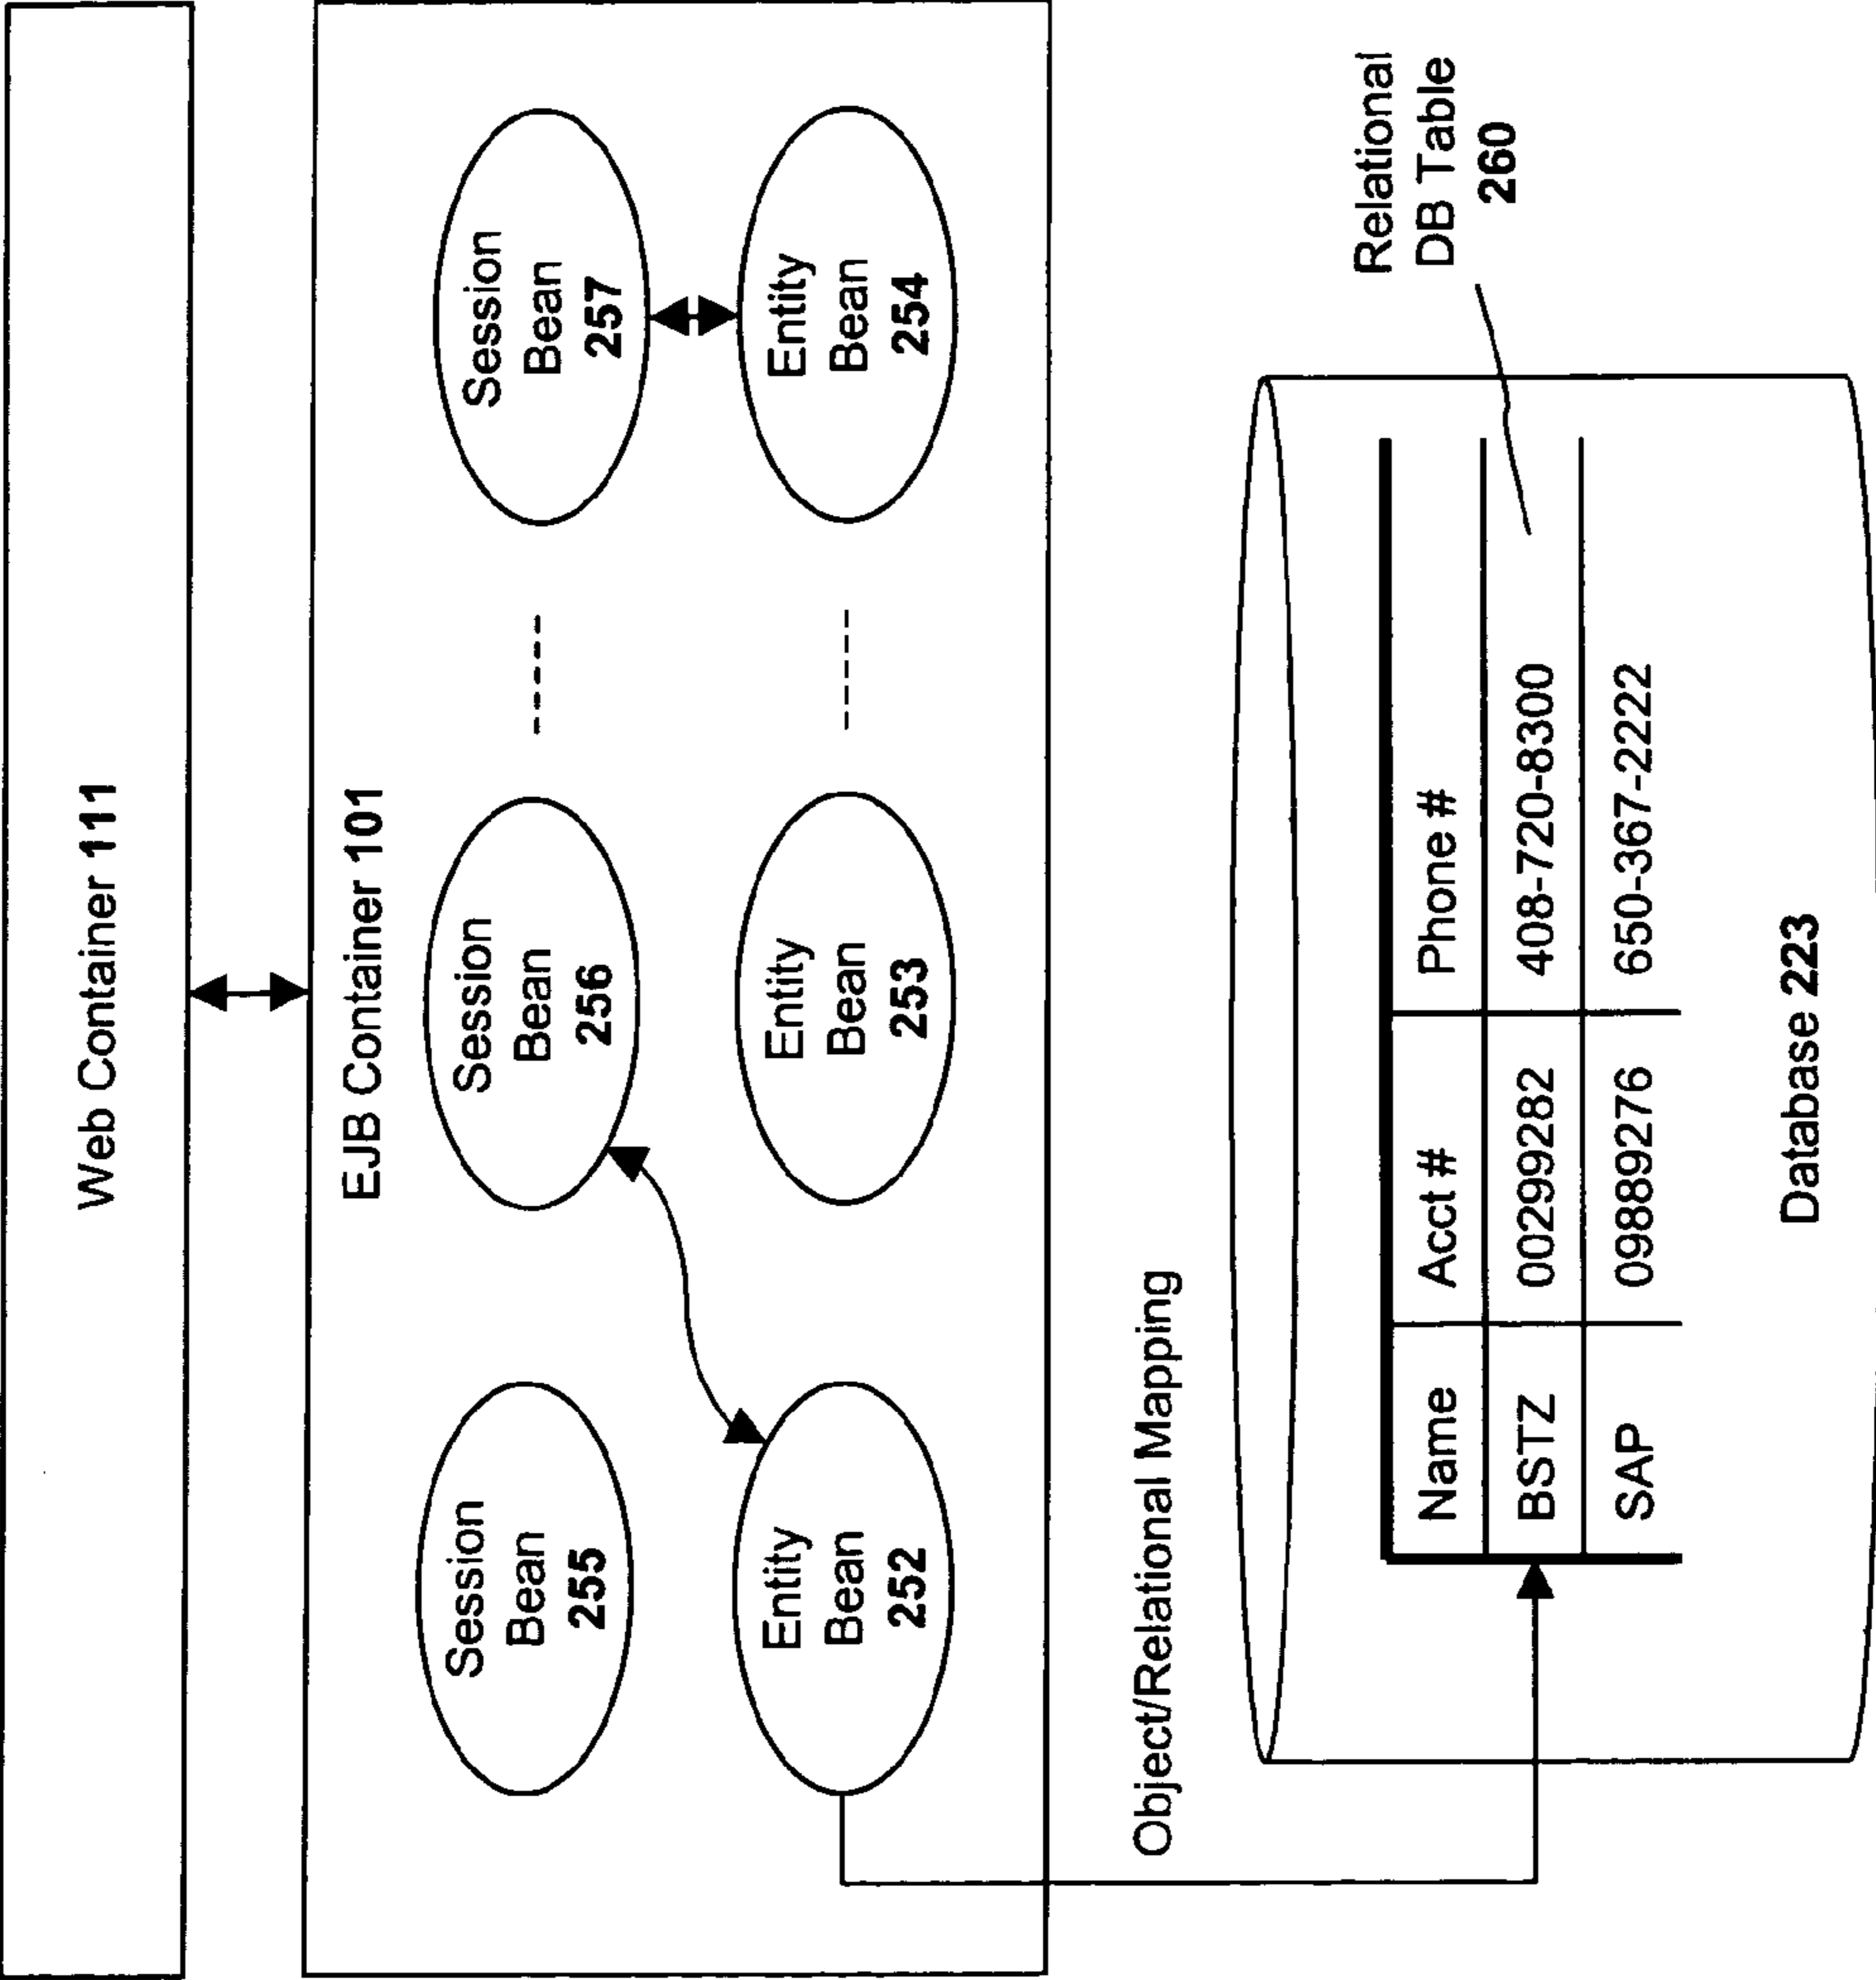 Web Container 111
EJB Container 101
Session
Bean
255
Session
Bean
256
Session
Bean
257
Entity
Bean
252
Entity
Bean
253
Entity
Bean
254
Object/Relational Mapping
Relational
DB Table
260
Name Acct # Phone #
BSTZ 00299282 408-720-8300
SAP 09889276 650-367-2222
Database 223